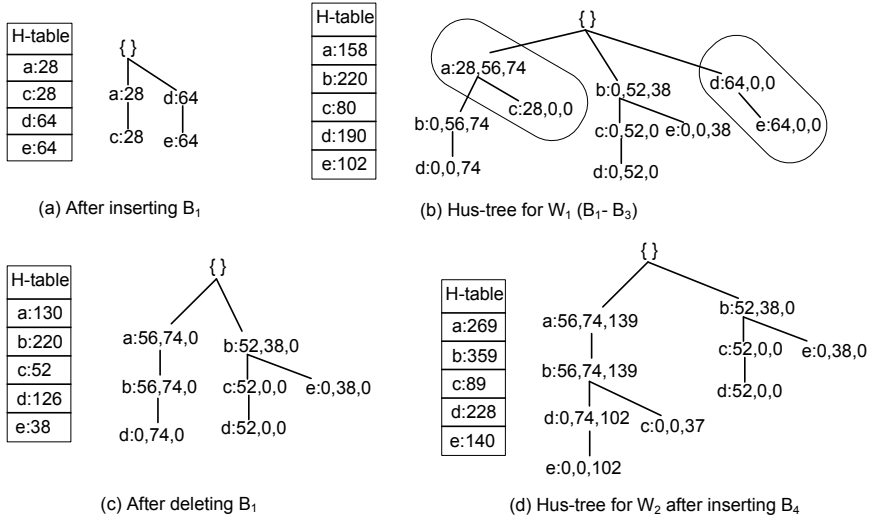 H-table
a:28
c:28
d:64
e:64
{ }
a:28
d:64
c:28
e:64
(a) After inserting B1
H-table
a:158
b:220
c:80
d:190
e:102
{ }
a:28,56,74
b:0,52,38
d:64,0,0
b:0,56,74
c:28,0,0
c:0,52,0
e:0,0,38
e:64,0,0
d:0,0,74
d:0,52,0
(b) Hus-tree for W1 (B1- B3)
H-table
a:130
b:220
c:52
d:126
e:38
{ }
a:56,74,0
b:52,38,0
b:56,74,0
c:52,0,0
e:0,38,0
d:0,74,0
d:52,0,0
(c) After deleting B1
H-table
a:269
b:359
c:89
d:228
e:140
{ }
a:56,74,139
b:52,38,0
b:56,74,139
c:52,0,0
e:0,38,0
d:0,74,102
c:0,0,37
d:52,0,0
e:0,0,102
(d) Hus-tree for W2 after inserting B4